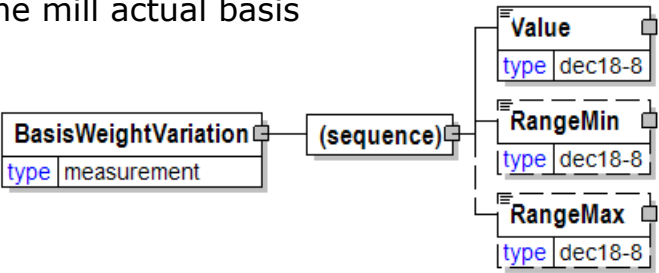 ne mill actual basis
Value
type dec18-8
BasisWeightVariation
type measurement
(sequence)
RangeMin
type dec18-8
RangeMax
type dec18-8